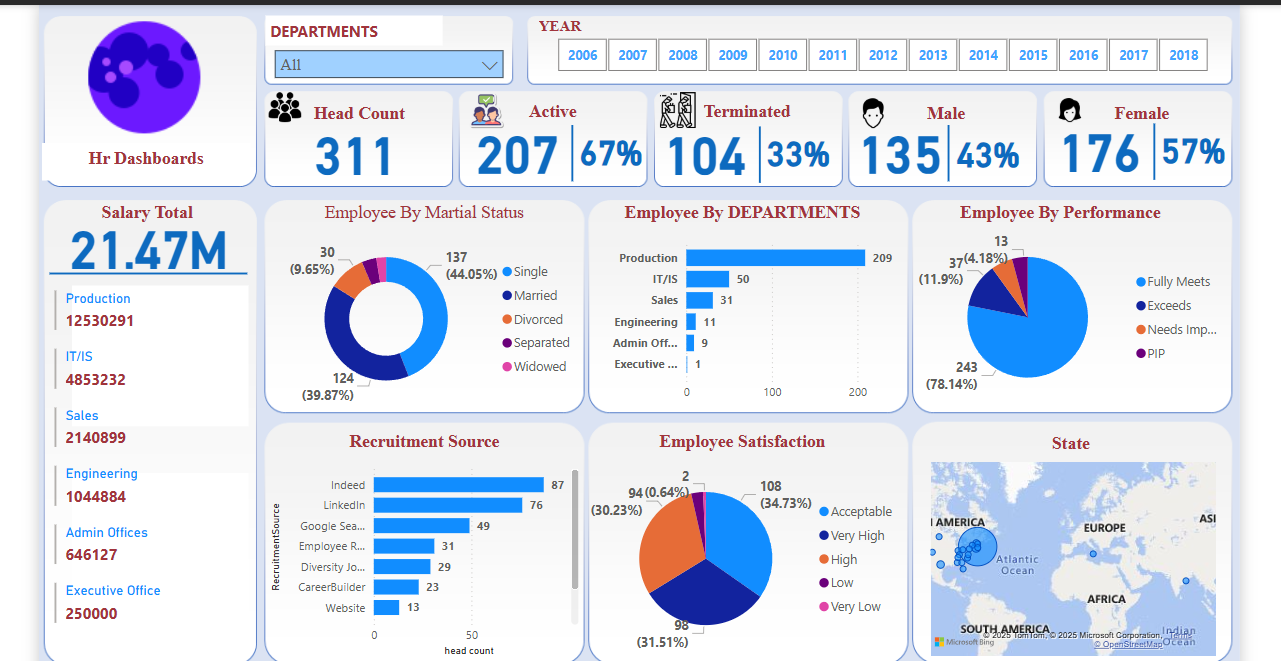 Hr Dashboards
DEPARTMENTS
All
YEAR
2006 2007 2008 2009 2010 2011 2012 2013 2014 2015 2016 2017 2018
Head Count
311
Active
207 67%
Terminated
104 33%
Male
135 43%
Female
176 57%
Salary Total
21.47M
Production
12530291
IT/IS
4853232
Sales
2140899
Engineering
1044884
Admin Offices
646127
Executive Office
250000
Employee By Martial Status
30
(9.65%)
137
(44.05%)
124
(39.87%)
Single
Married
Divorced
Separated
Widowed
Employee By DEPARTMENTS
Production 209
IT/IS 50
Sales 31
Engineering 11
Admin Off... 9
Executive ... 1
0 100 200
Employee By Performance
13
(4.18%)
37
(11.9%)
243
(78.14%)
Fully Meets
Exceeds
Needs Imp...
PIP
Recruitment Source
RecruitmentSource
Indeed 87
LinkedIn 76
Google Sea... 49
Employee R... 31
Diversity Jo... 29
CareerBuilder 23
Website 13
0 50
head count
Employee Satisfaction
2
(0.64%)
94
(30.23%)
108
(34.73%)
98
(31.51%)
Acceptable
Very High
High
Low
Very Low
State
AMERICA
EUROPE
ASI
Atlantic
Ocean
AFRICA
SOUTH AMERICA
Indian
Ocean
Microsoft Bing
© 2025 TomTom, © 2025 Microsoft Corporation, Terms
© OpenStreetMap